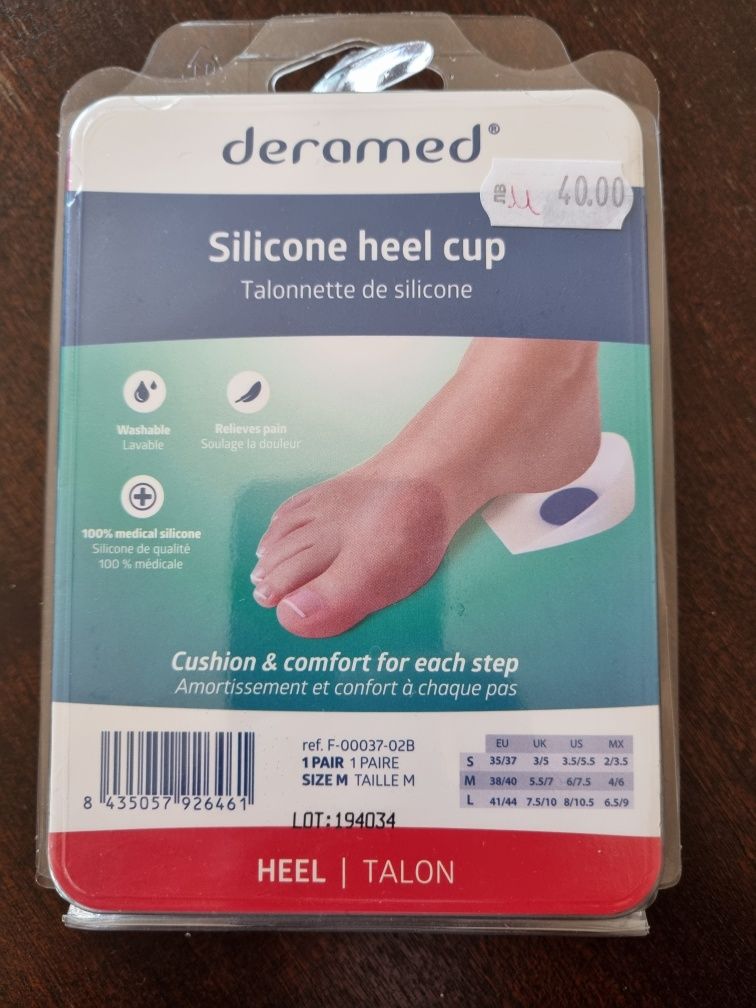 deramed®
ЛВ 40.00
Silicone heel cup
Talonnette de silicone
Washable
Lavable
Relieves pain
Soulage la douleur
100% medical silicone
Silicone de qualité
100 % médicale
Cushion & comfort for each step
Amortissement et confort à chaque pas
8 435057 926461
ref. F-00037-02B
1 PAIR 1 PAIRE
SIZE M TAILLE M
LOT:194034
EU UK US MX
S 35/37 3/5 3.5/5.5 2/3.5
M 38/40 5.5/7 6/7.5 4/6
L 41/44 7.5/10 8/10.5 6.5/9
HEEL | TALON